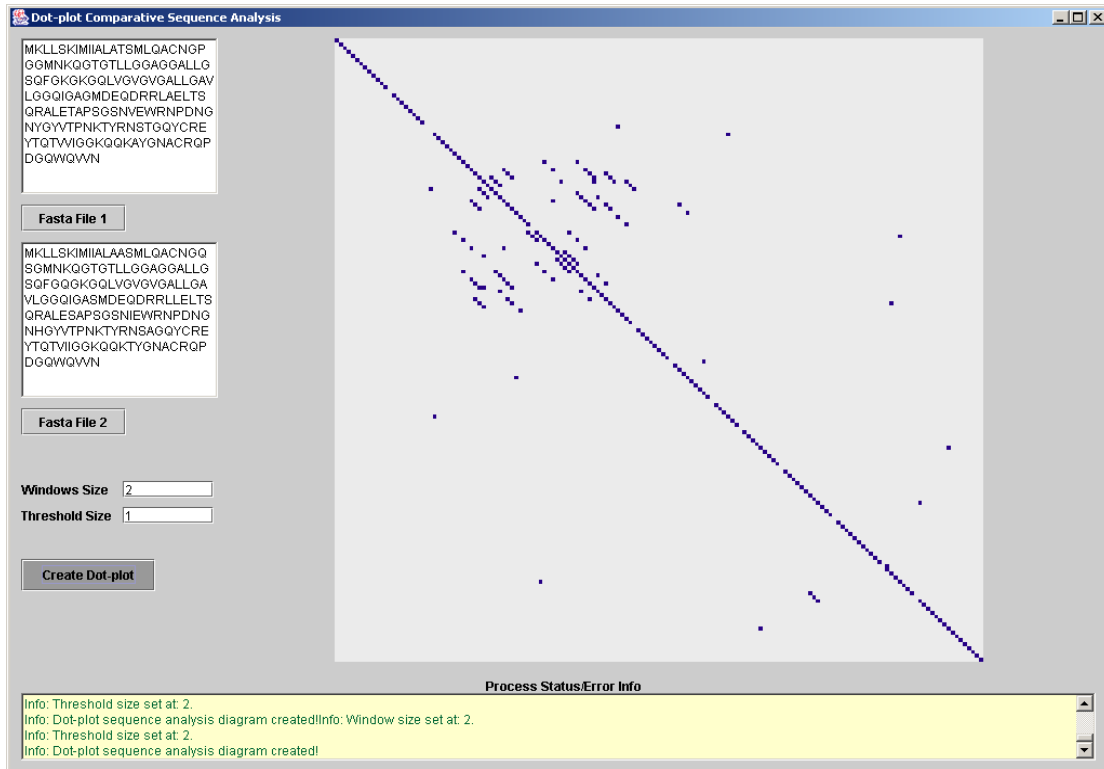 Dot-plot Comparative Sequence Analysis
MKLLSKIMIIALATSMLQACNGP
GGMNKQGTGTLLGGAGGALLG
SQFGKGKGQLVGVGVGALLGAV
LGGQIGAGMDEQDRRLAELTS
QRALETAPSGSNVEWRNPDNG
NYGYVTPNKTYRNSTGQYCRE
YTQTVVIGGKQQKAYGNACRQP
DGQWQVVN
Fasta File 1
MKLLSKIMIIALAASMLQACNGQ
SGMNKQGTGTLLGGAGGALLG
SQFGQGKGQLVGVGVGALLGA
VLGGQIGASMDEQDRRLLELTS
QRALESAPSGSNIEWRNPDNG
NHGYVTPNKTYRNSAGQYCRE
YTQTVIIGGKQQKTYGNACRQP
DGQWQVVN
Fasta File 2
Windows Size 2
Threshold Size 1
Create Dot-plot
Process Status/Error Info
Info: Threshold size set at: 2.
Info: Dot-plot sequence analysis diagram created!Info: Window size set at: 2.
Info: Threshold size set at: 2.
Info: Dot-plot sequence analysis diagram created!